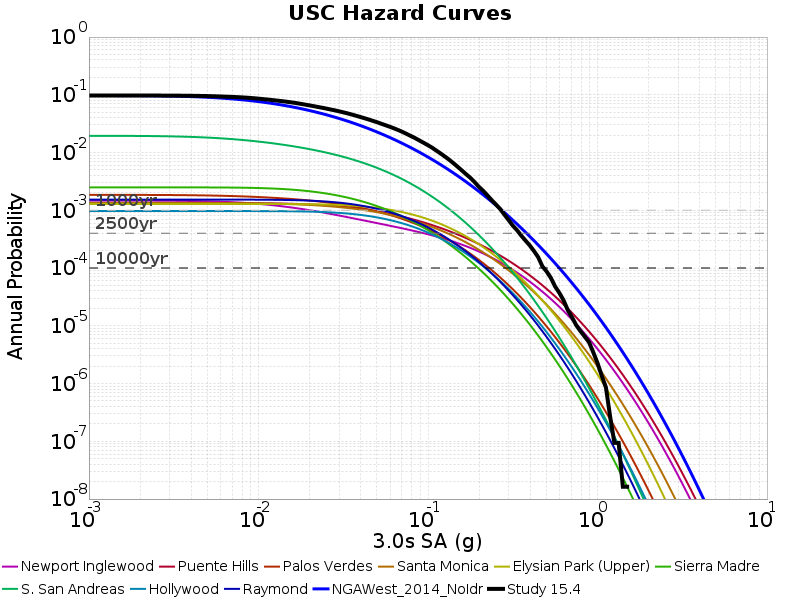 USC Hazard Curves
10^0
10^-1
10^-2
10^-3
10^-4
10^-5
10^-6
10^-7
10^-8
1000yr
2500yr
10000yr
Annual Probability
10^-3 10^-2 10^-1 10^0 10^1
3.0s SA (g)
Newport Inglewood Puente Hills Palos Verdes Santa Monica Elysian Park (Upper) Sierra Madre
S. San Andreas Hollywood Raymond NGAWest_2014_NoIdr Study 15.4